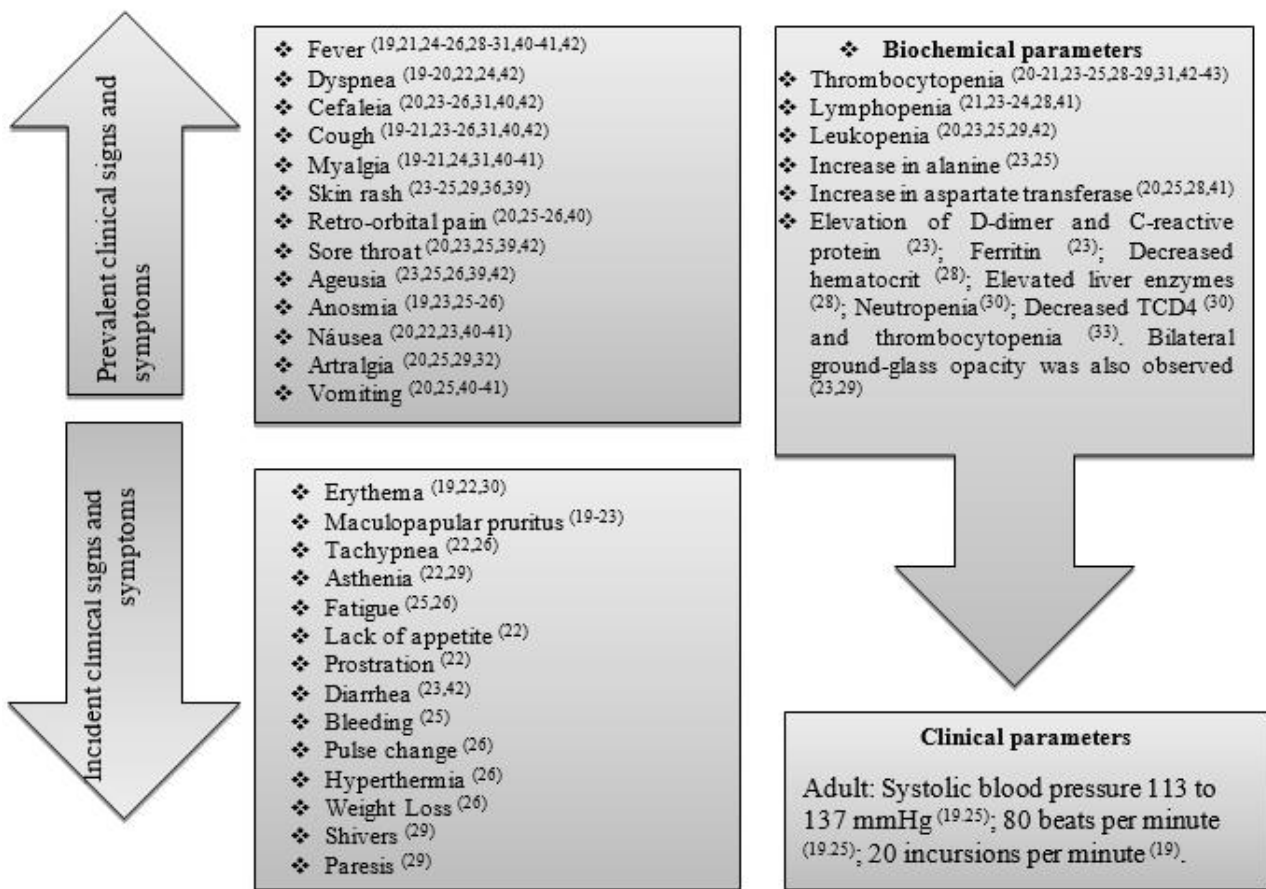 Prevalent clinical signs and
symptoms
❖ Fever (19,21,24-26,28-31,40-41,42)
❖ Dyspnea (19-20,22,24,42)
❖ Cefaleia (20,23-26,31,40,42)
❖ Cough (19-21,23-26,31,40,42)
❖ Myalgia (19-21,24,31,40-41)
❖ Skin rash (23-25,29,36,39)
❖ Retro-orbital pain (20,25-26,40)
❖ Sore throat (20,23,25,39,42)
❖ Ageusia (23,25,26,39,42)
❖ Anosmia (19,23,25-26)
❖ Náusea (20,22,23,40-41)
❖ Artralgia (20,25,29,32)
❖ Vomiting (20,25,40-41)
Incident clinical signs and
symptoms
❖ Erythema (19,22,30)
❖ Maculopapular pruritus (19-23)
❖ Tachypnea (22,26)
❖ Asthenia (22,29)
❖ Fatigue (25,26)
❖ Lack of appetite (22)
❖ Prostration (22)
❖ Diarrhea (23,42)
❖ Bleeding (25)
❖ Pulse change (26)
❖ Hyperthermia (26)
❖ Weight Loss (26)
❖ Shivers (29)
❖ Paresis (29)
❖ Biochemical parameters
❖ Thrombocytopenia (20-21,23-25,28-29,31,42-43)
❖ Lymphopenia (21,23-24,28,41)
❖ Leukopenia (20,23,25,29,42)
❖ Increase in alanine (23,25)
❖ Increase in aspartate transferase (20,25,28,41)
❖ Elevation of D-dimer and C-reactive
protein (23); Ferritin (23); Decreased
hematocrit (28); Elevated liver enzymes
(28); Neutropenia(30); Decreased TCD4 (30)
and thrombocytopenia (33). Bilateral
ground-glass opacity was also observed
(23,29)
Clinical parameters
Adult: Systolic blood pressure 113 to
137 mmHg (19.25); 80 beats per minute
(19.25); 20 incursions per minute (19).